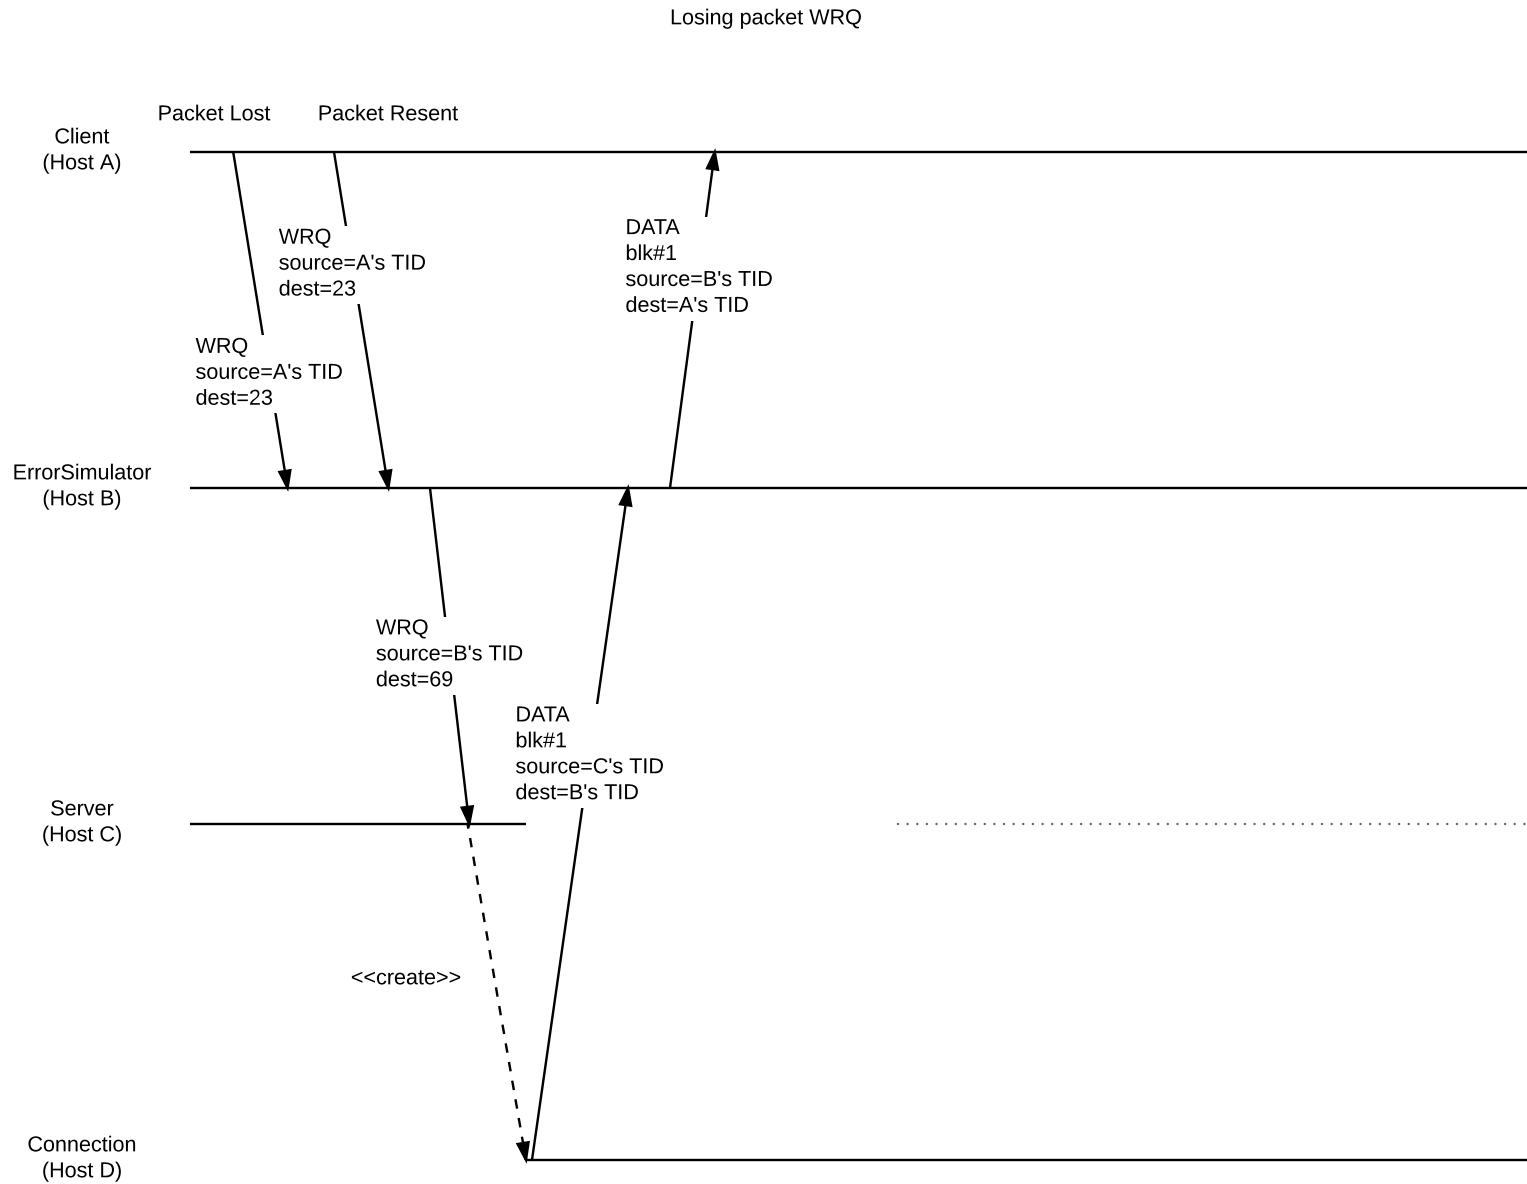 Losing packet WRQ
Packet Lost
Packet Resent
Client
(Host A)
WRQ
source=A's TID
dest=23
WRQ
source=A's TID
dest=23
DATA
blk#1
source=B's TID
dest=A's TID
ErrorSimulator
(Host B)
WRQ
source=B's TID
dest=69
DATA
blk#1
source=C's TID
dest=B's TID
Server
(Host C)
<<create>>
Connection
(Host D)